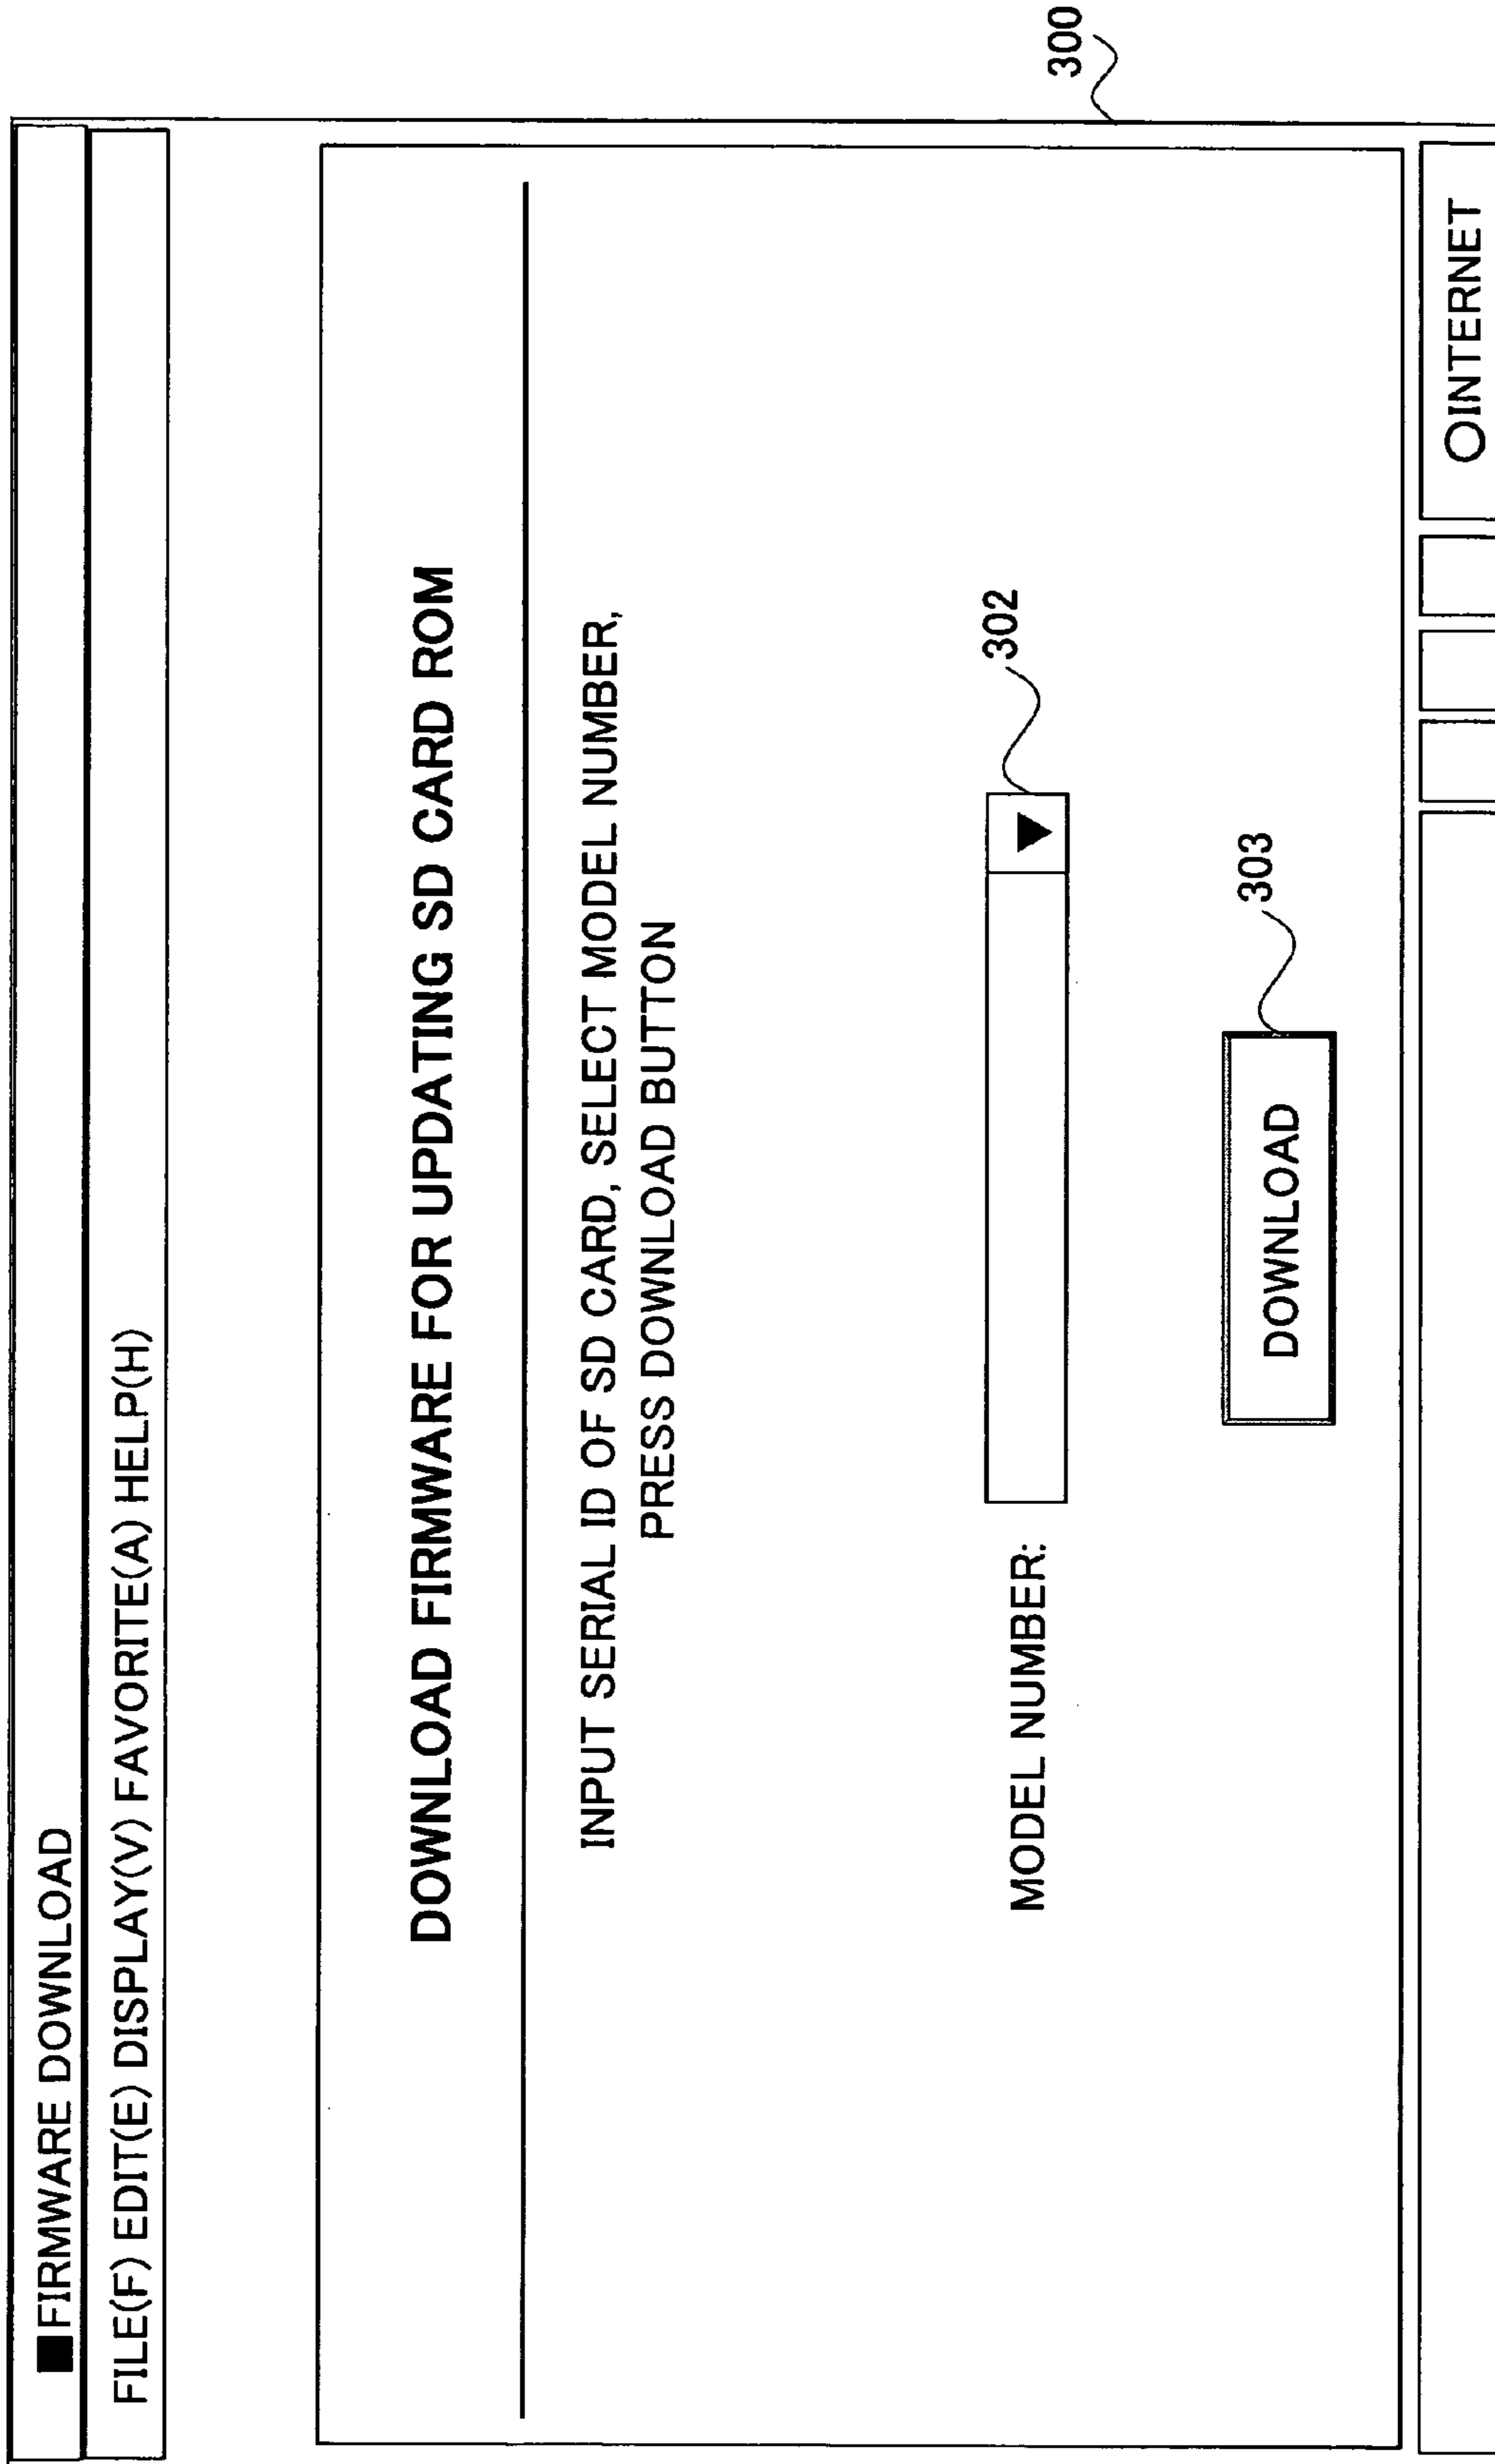 ■FIRMWARE DOWNLOAD
FILE(F) EDIT(E) DISPLAY(V) FAVORITE(A) HELP(H)
DOWNLOAD FIRMWARE FOR UPDATING SD CARD ROM
INPUT SERIAL ID OF SD CARD, SELECT MODEL NUMBER,
PRESS DOWNLOAD BUTTON
MODEL NUMBER:
▼
302
DOWNLOAD
303
300
○INTERNET